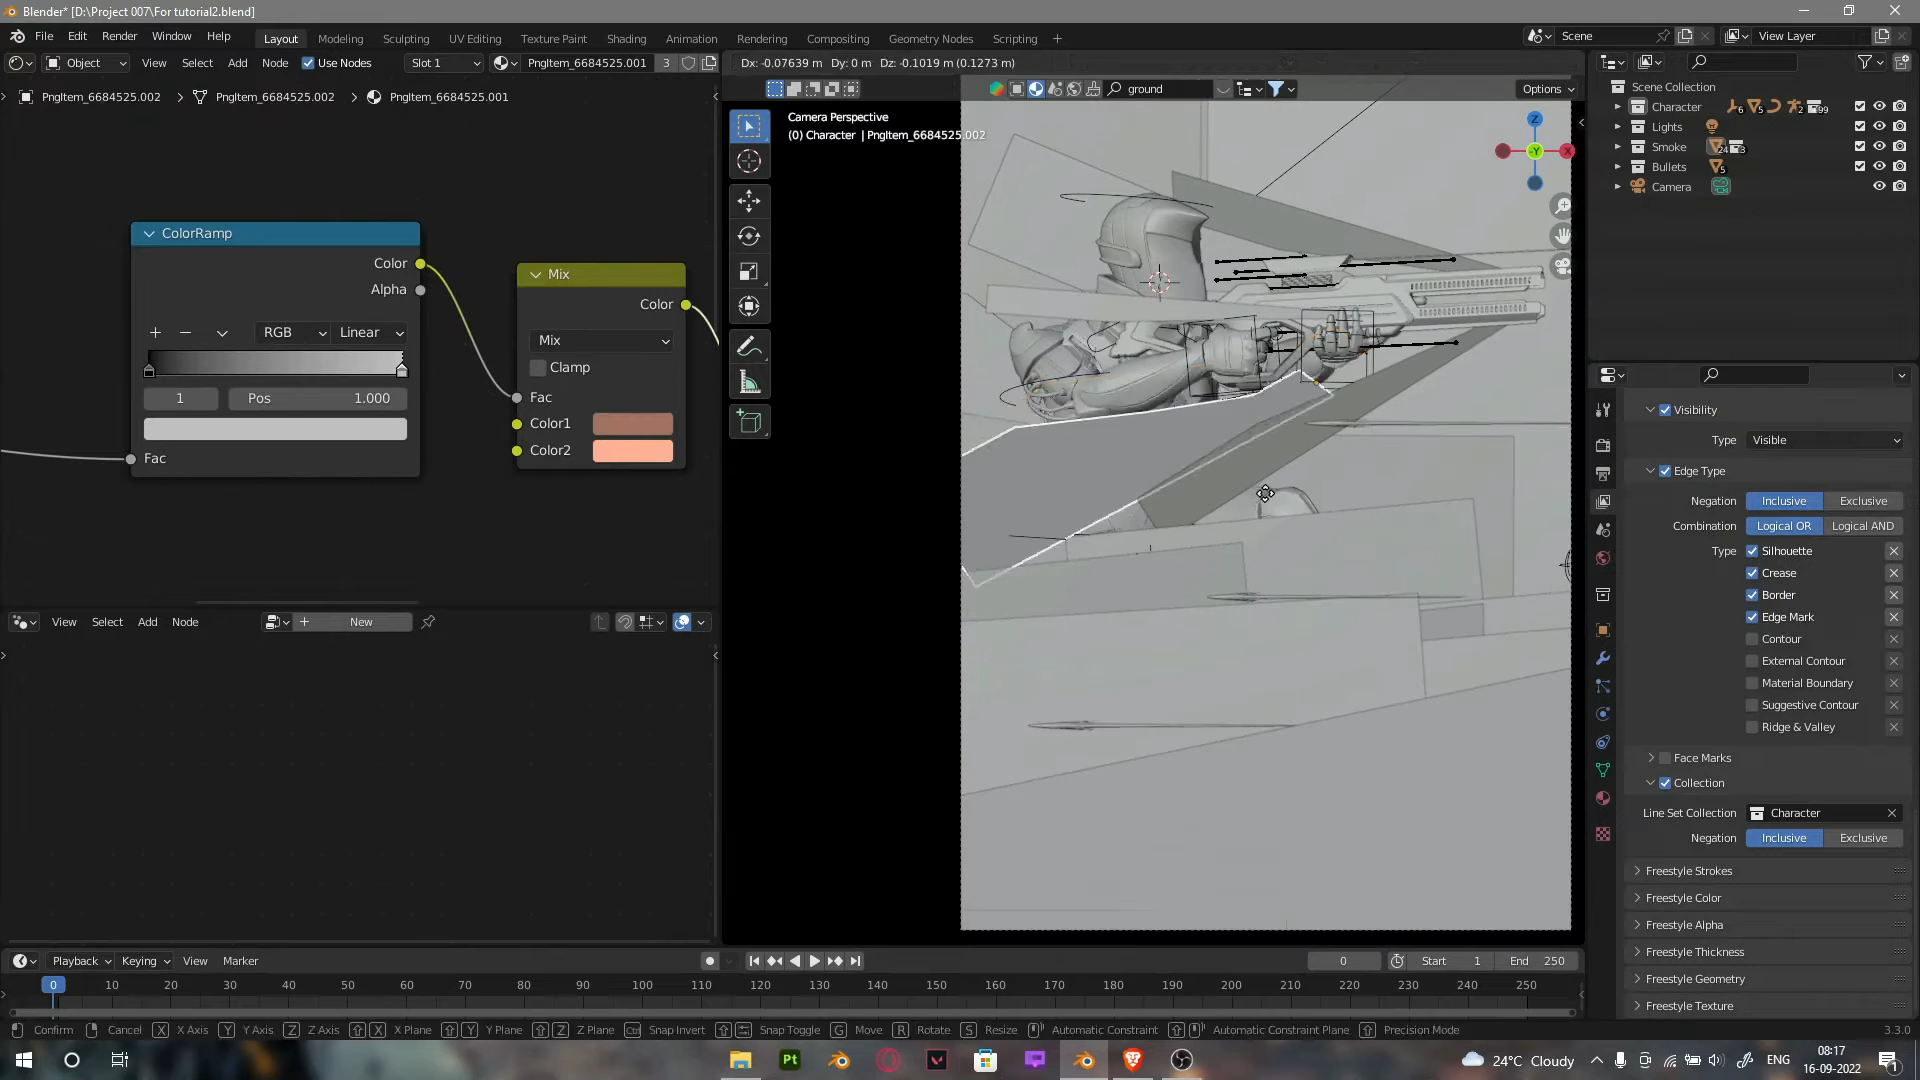 Blender* [D:\Project 007\For tutorial2.blend]
File Edit Render Window Help Layout Modeling Sculpting UV Editing Texture Paint Shading Animation Rendering Compositing Geometry Nodes Scripting + Scene View Layer
Object View Select Add Node Use Nodes Slot 1 PngItem_6684525.001 3
Dx: -0.07639 m Dy: 0 m Dz: -0.1019 m (0.1273 m)
ground Options
PngItem_6684525.002 PngItem_6684525.002 PngItem_6684525.001
Camera Perspective
(0) Character | PngItem_6684525.002
Z
-Y
X
Scene Collection
Character 6 5 2 99
Lights
Smoke 24 3
Bullets 5
Camera
ColorRamp
Color
Alpha
+ − RGB Linear
1 Pos 1.000
Fac
Mix
Color
Mix
Clamp
Fac
Color1
Color2
Visibility
Type Visible
Edge Type
Negation Inclusive Exclusive
Combination Logical OR Logical AND
Type Silhouette
Crease
Border
Edge Mark
Contour
External Contour
Material Boundary
Suggestive Contour
Ridge & Valley
Face Marks
Collection
Line Set Collection Character
Negation Inclusive Exclusive
Freestyle Strokes
Freestyle Color
Freestyle Alpha
Freestyle Thickness
Freestyle Geometry
Freestyle Texture
View Select Add Node + New
Playback Keying View Marker 0 Start 1 End 250
0 10 20 30 40 50 60 70 80 90 100 110 120 130 140 150 160 170 180 190 200 210 220 230 240 250
Confirm Cancel X X Axis Y Y Axis Z Z Axis X X Plane Y Y Plane Z Z Plane Ctrl Snap Invert Snap Toggle G Move R Rotate S Resize Automatic Constraint Automatic Constraint Plane Precision Mode 3.3.0
Pt 24°C Cloudy ENG 08:17
16-09-2022 1